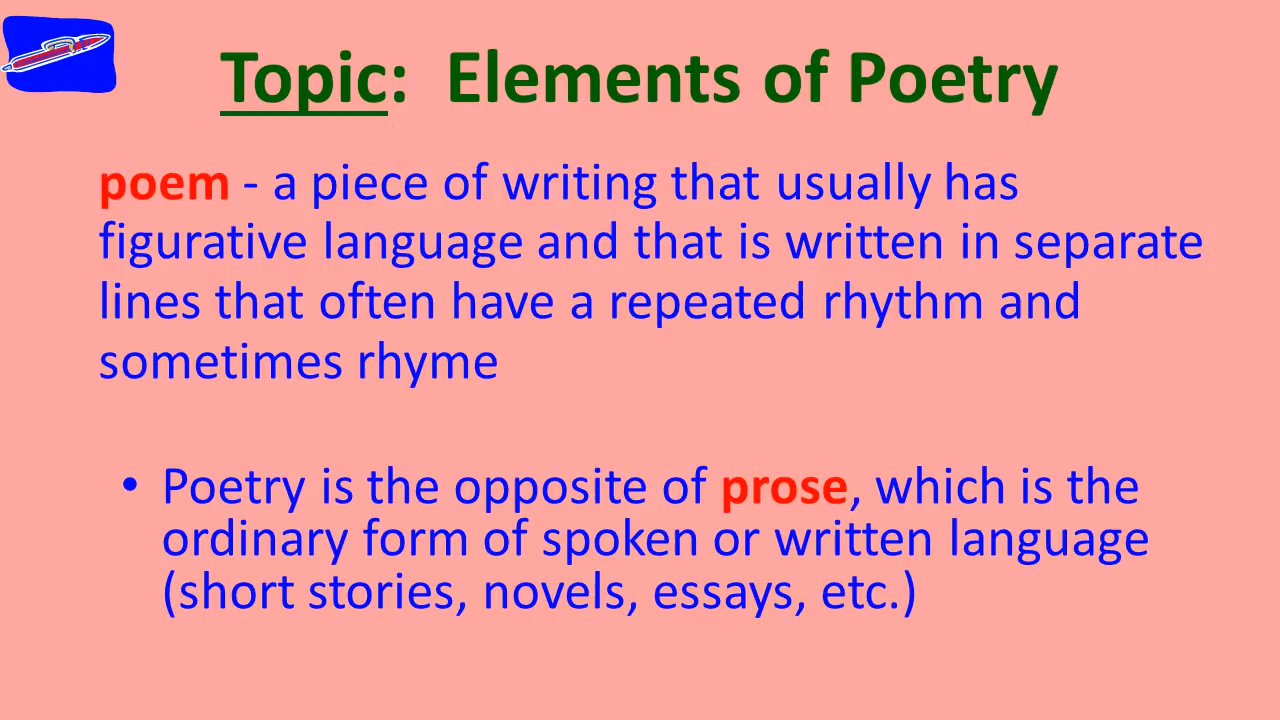 Topic:  Elements of Poetry
poem - a piece of writing that usually has
figurative language and that is written in separate
lines that often have a repeated rhythm and
sometimes rhyme
• Poetry is the opposite of prose, which is the
ordinary form of spoken or written language
(short stories, novels, essays, etc.)